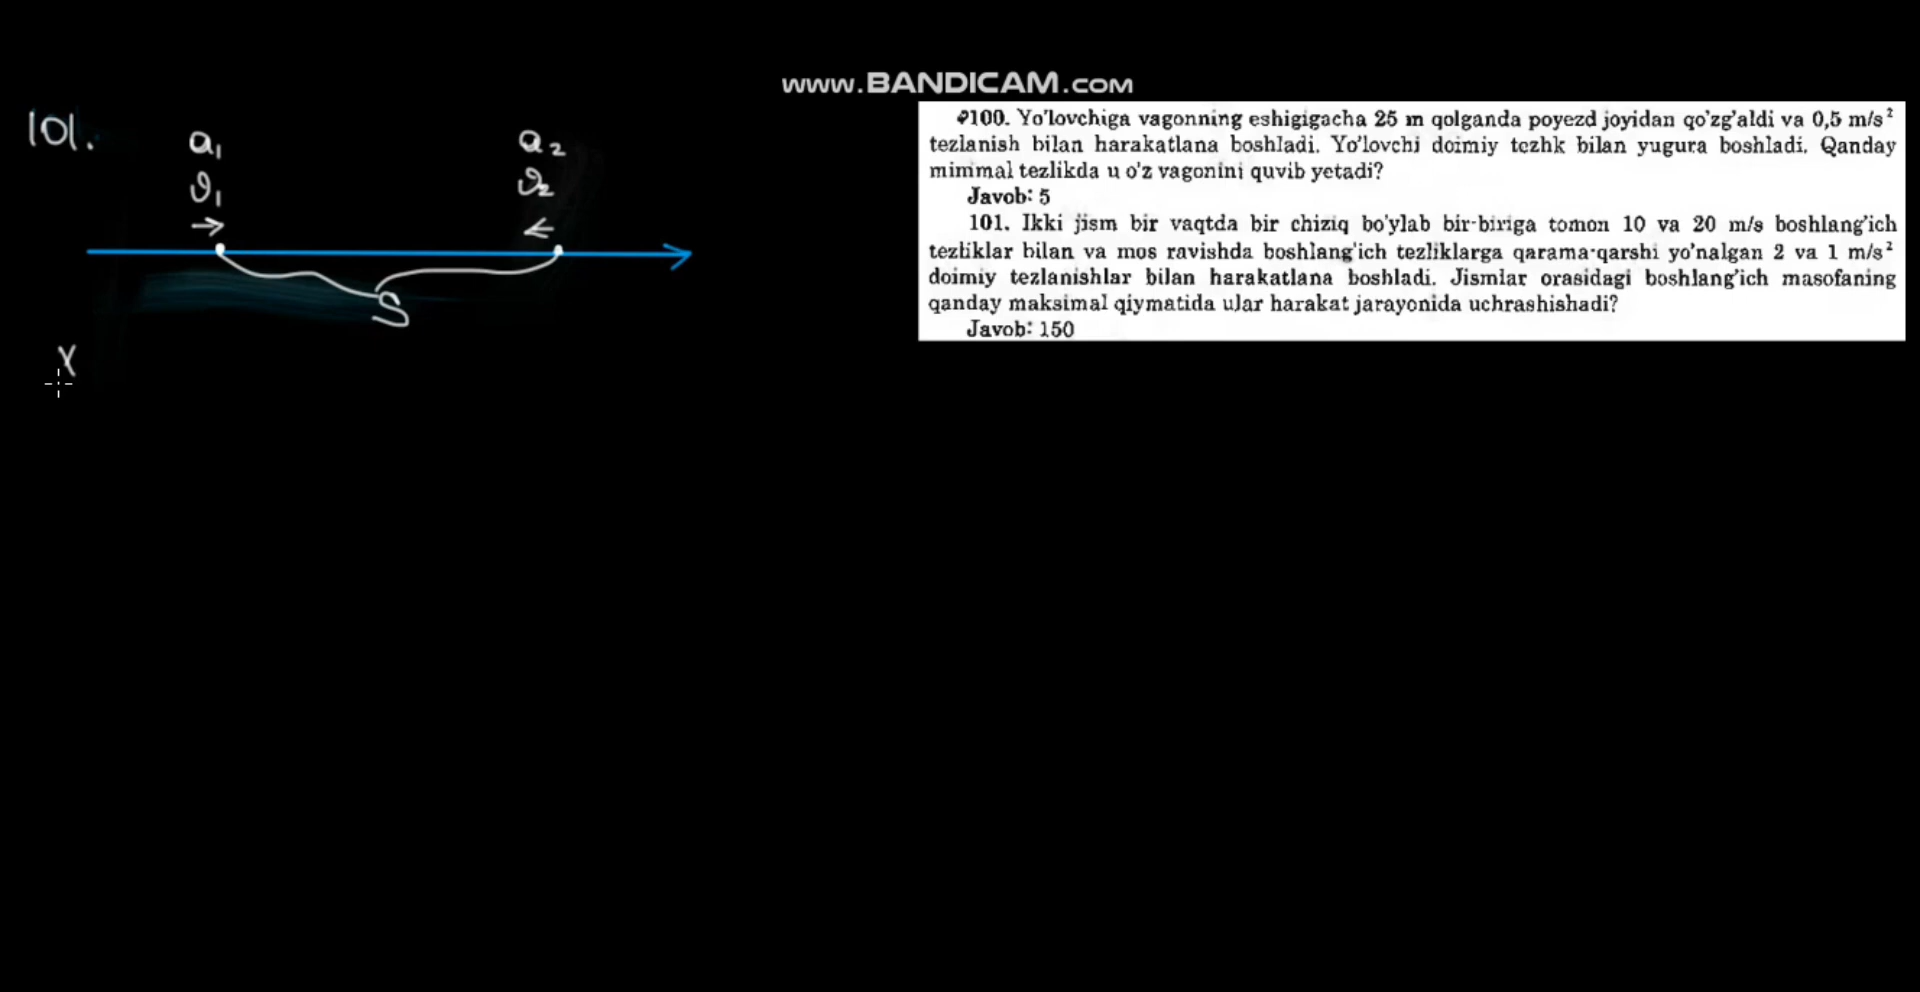 www.BANDICAM.COM
101.
a₁
a₂
ϑ₁
ϑ₂
S
X
100. Yo'lovchiga vagonning eshigigacha 25 m qolganda poyezd joyidan qo'zg'aldi va 0,5 m/s²
tezlanish bilan harakatlana boshladi. Yo'lovchi doimiy tezhk bilan yugura boshladi. Qanday
mimmal tezlikda u o'z vagonini quvib yetadi?
Javob: 5
101. Ikki jism bir vaqtda bir chiziq bo'ylab bir-biriga tomon 10 va 20 m/s boshlang'ich
tezliklar bilan va mos ravishda boshlang'ich tezliklarga qarama-qarshi yo'nalgan 2 va 1 m/s²
doimiy tezlanishlar bilan harakatlana boshladi. Jismlar orasidagi boshlang'ich masofaning
qanday maksimal qiymatida ular harakat jarayonida uchrashishadi?
Javob: 150